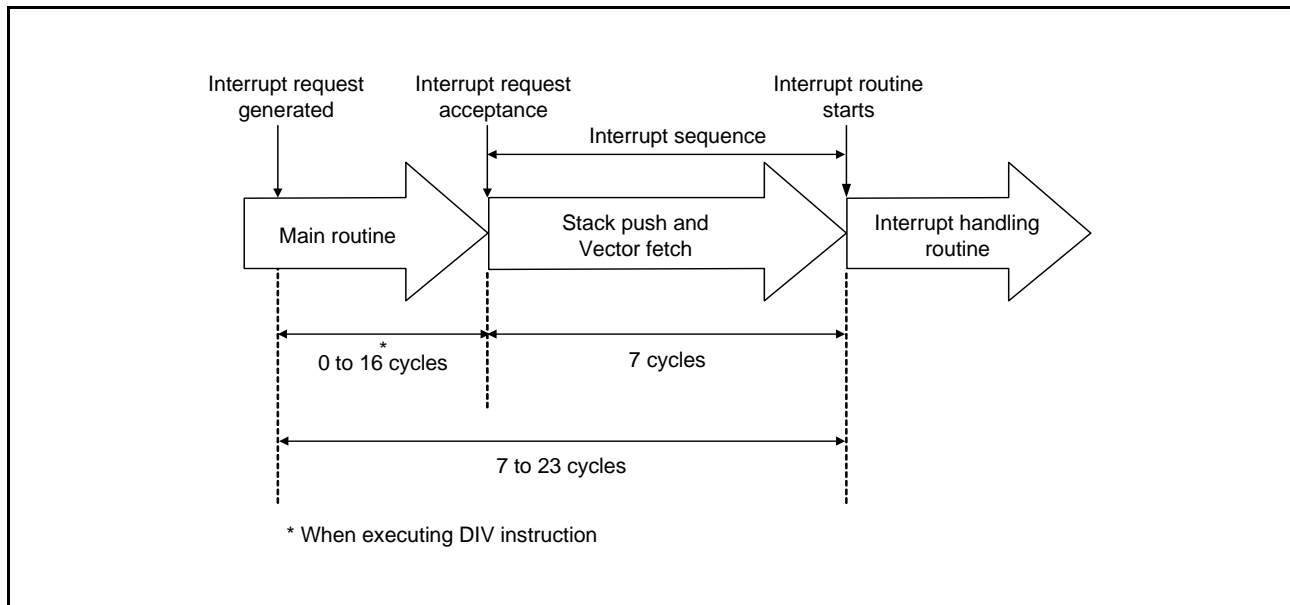 Interrupt request
generated
Interrupt request
acceptance
Interrupt routine
starts
Interrupt sequence
Main routine
Stack push and
Vector fetch
Interrupt handling
routine
*
0 to 16 cycles
7 cycles
7 to 23 cycles
* When executing DIV instruction